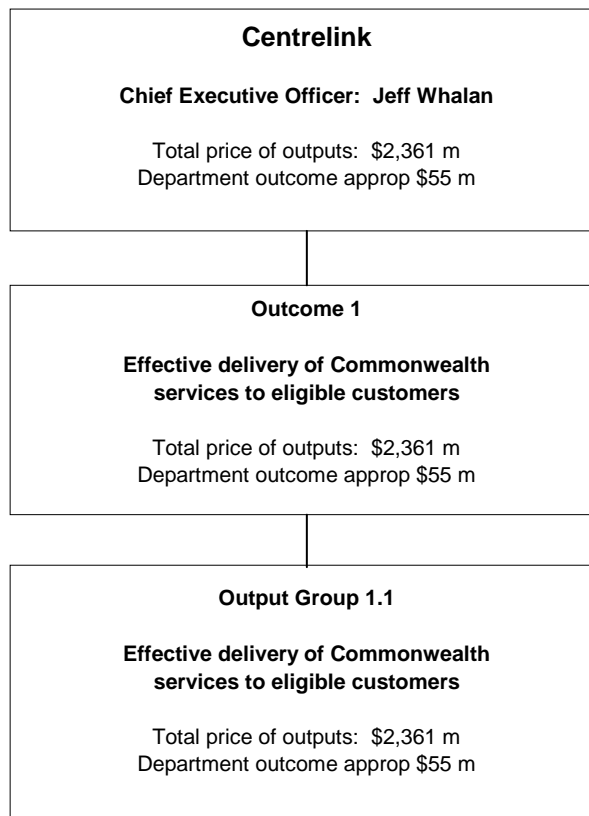 Centrelink
Chief Executive Officer:  Jeff Whalan
Total price of outputs:  $2,361 m
Department outcome approp $55 m
Outcome 1
Effective delivery of Commonwealth
services to eligible customers
Total price of outputs:  $2,361 m
Department outcome approp $55 m
Output Group 1.1
Effective delivery of Commonwealth
services to eligible customers
Total price of outputs:  $2,361 m
Department outcome approp $55 m